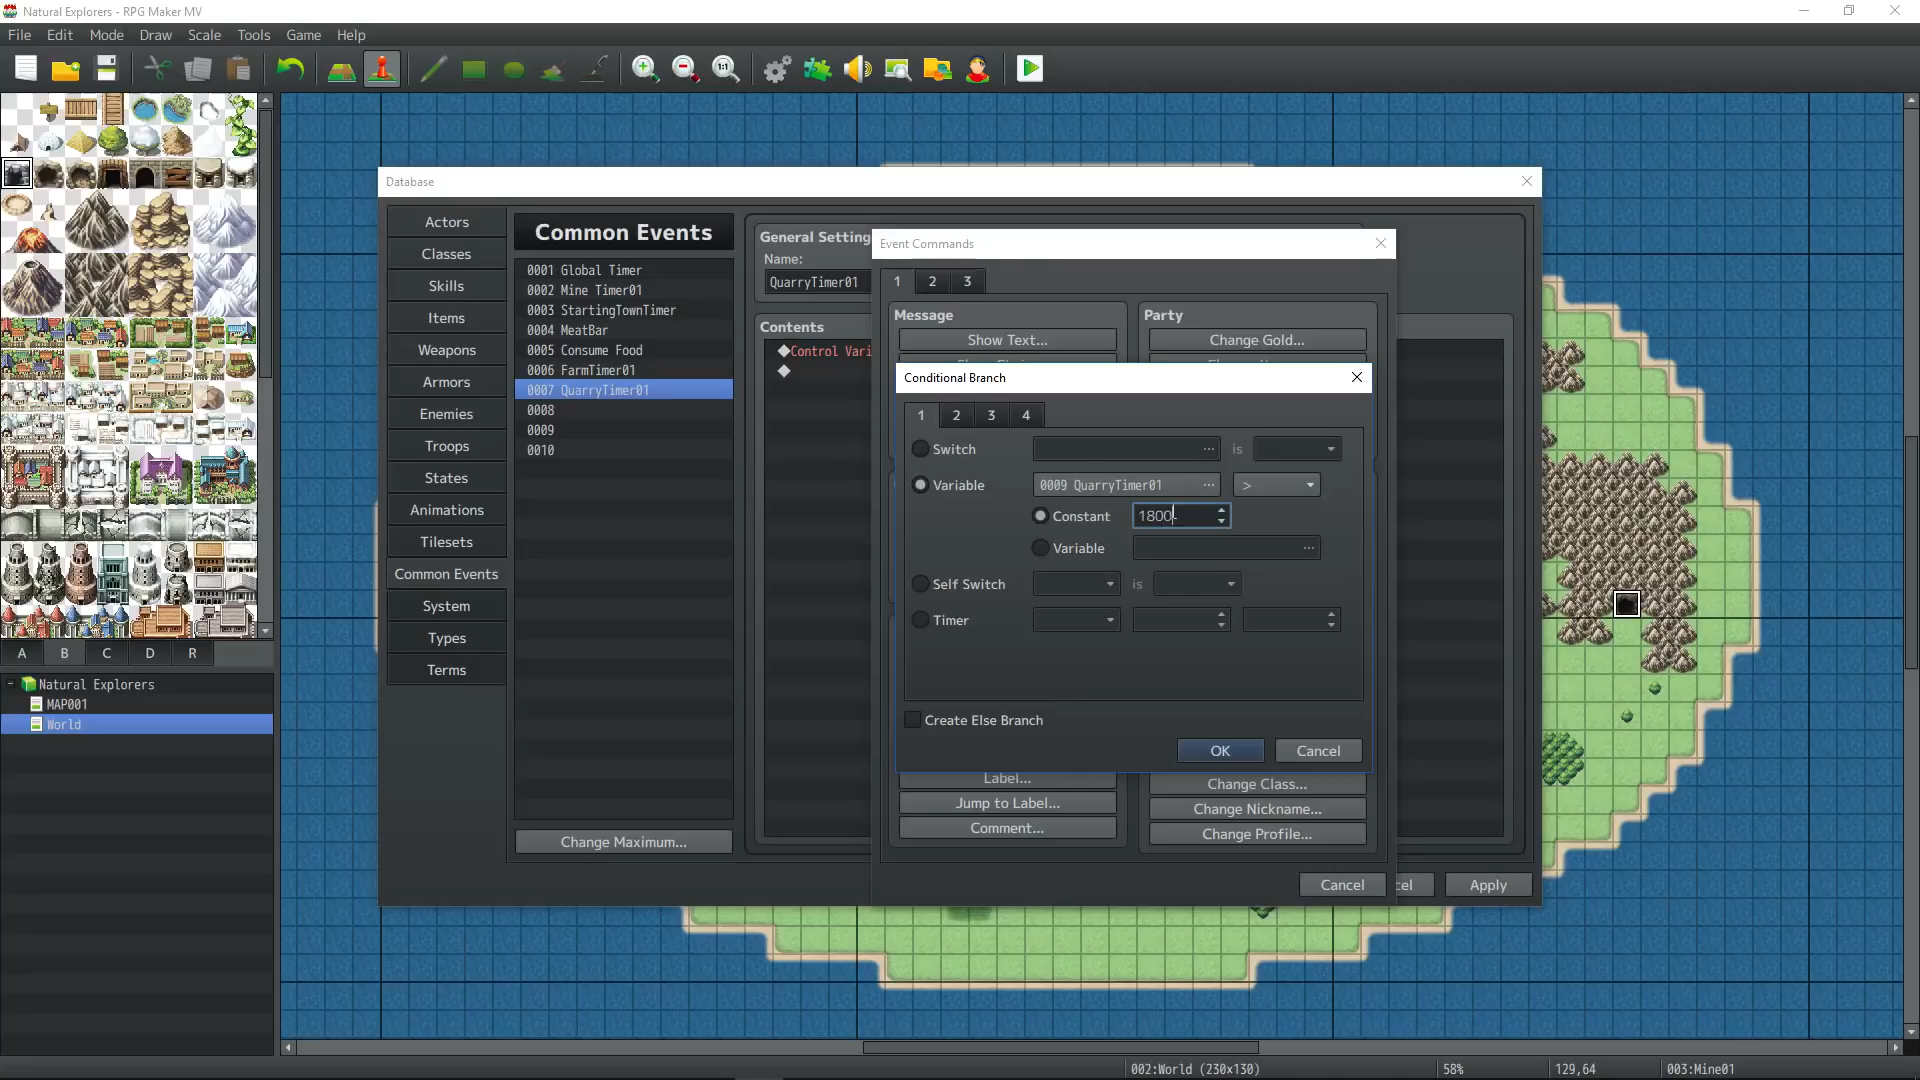 Natural Explorers - RPG Maker MV
File Edit Mode Draw Scale Tools Game Help
1:1
Database
Actors
Classes
Skills
Items
Weapons
Armors
Enemies
Troops
States
Animations
Tilesets
Common Events
System
Types
Terms
Common Events
0001 Global Timer
0002 Mine Timer01
0003 StartingTownTimer
0004 MeatBar
0005 Consume Food
0006 FarmTimer01
0007 QuarryTimer01
0008
0009
0010
Change Maximum...
General Setting
Name:
QuarryTimer01
Contents
◆Control Vari
◆
Event Commands
1 2 3
Message
Show Text...
Party
Change Gold...
Conditional Branch
1 2 3 4
Switch ... is
Variable 0009 QuarryTimer01 ... >
Constant 1800
Variable ...
Self Switch is
Timer
Create Else Branch
OK Cancel
Label...
Jump to Label...
Comment...
Change Class...
Change Nickname...
Change Profile...
Cancel
cel
Apply
A B C D R
Natural Explorers
MAP001
World
002:World (230x130) 58% 129,64 003:Mine01